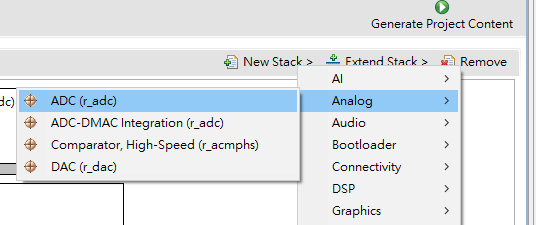 Generate Project Content
New Stack >
Extend Stack >
Remove
dc)
AI
Analog
Audio
Bootloader
Connectivity
DSP
Graphics
ADC (r_adc)
ADC-DMAC Integration (r_adc)
Comparator, High-Speed (r_acmphs)
DAC (r_dac)